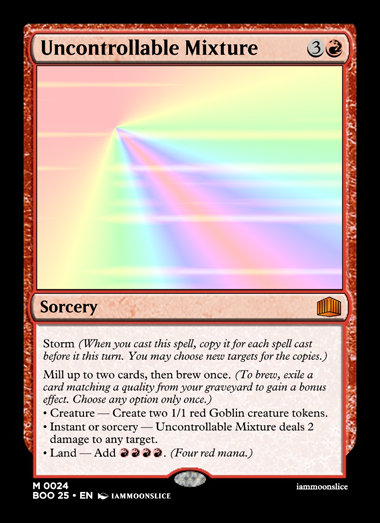 Uncontrollable Mixture 3
Sorcery
Storm (When you cast this spell, copy it for each spell cast
before it this turn. You may choose new targets for the copies.)
Mill up to two cards, then brew once. (To brew, exile a
card matching a quality from your graveyard to gain a bonus
effect. Choose any option only once.)
• Creature — Create two 1/1 red Goblin creature tokens.
• Instant or sorcery — Uncontrollable Mixture deals 2
damage to any target.
• Land — Add . (Four red mana.)
M 0024
BOO 25 • EN IAMMOONSLICE
iammoonslice